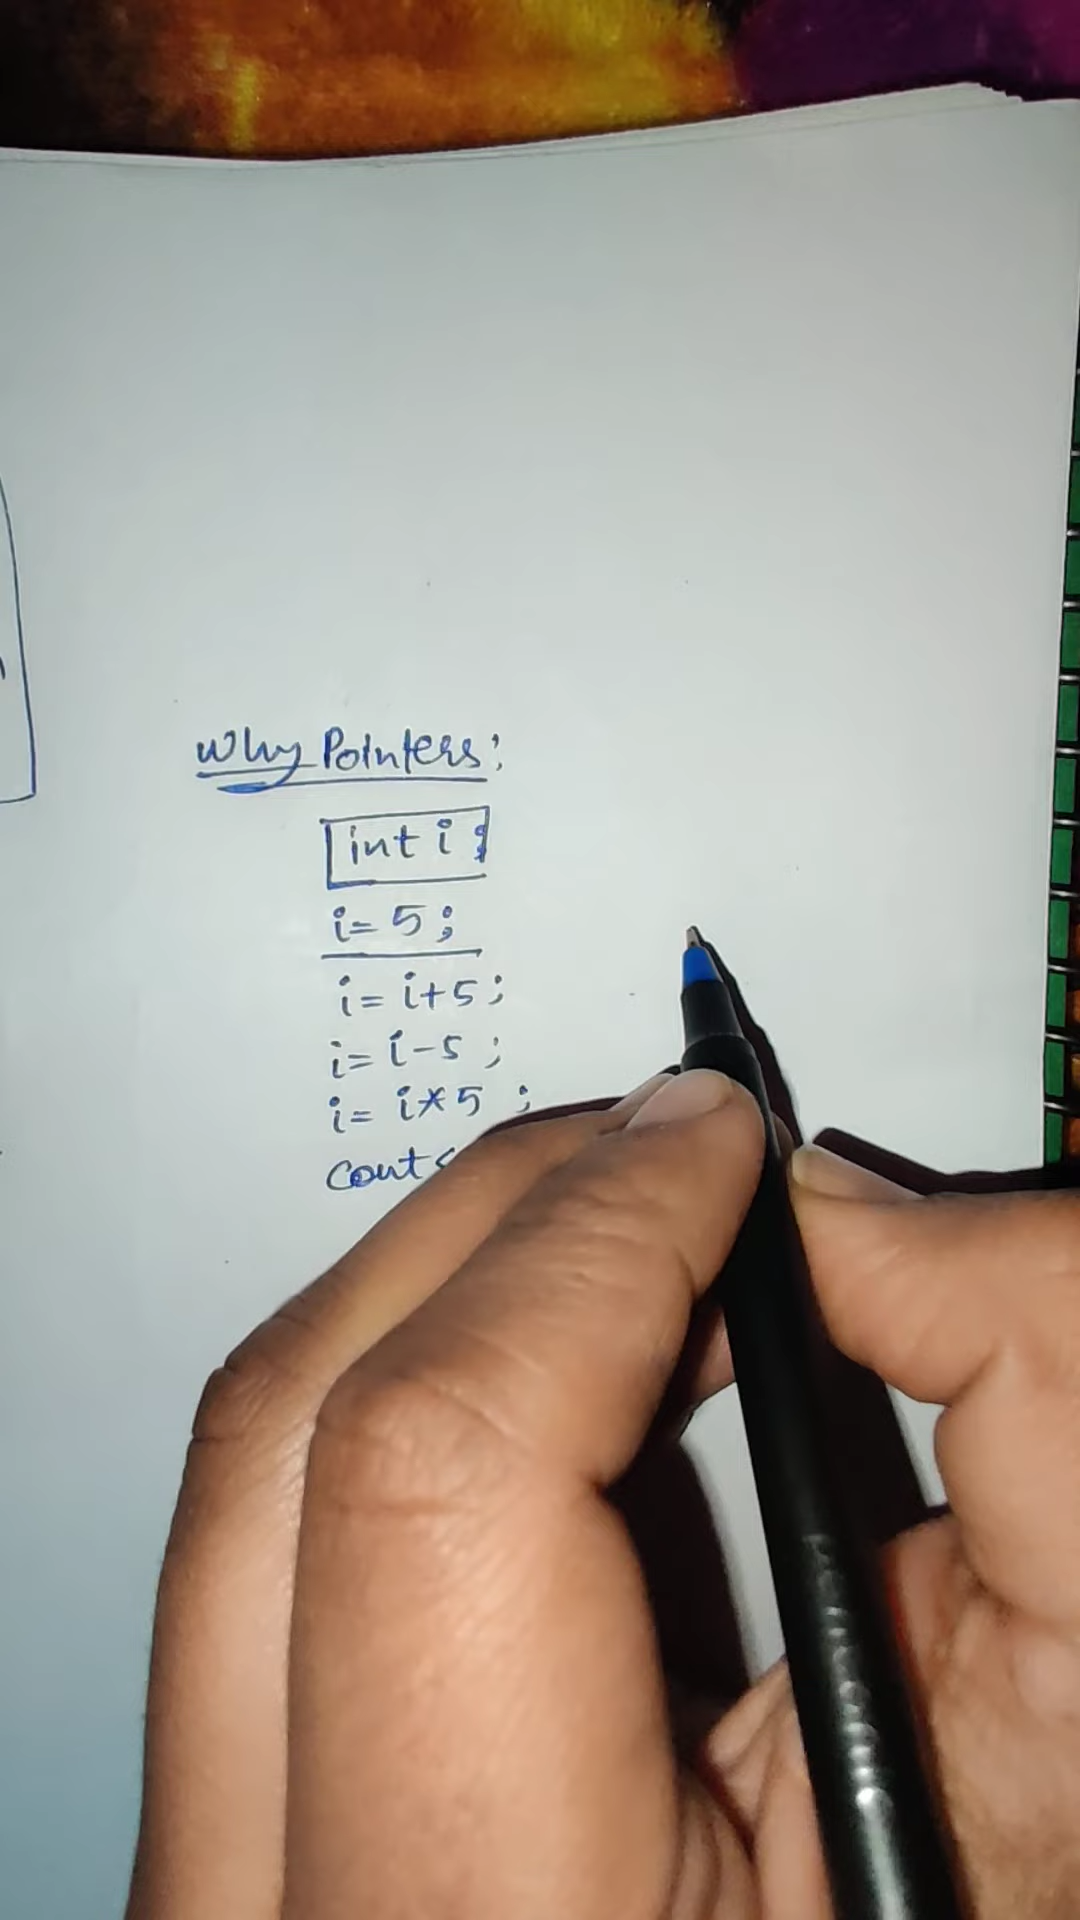 Why Pointers:
int i;
i= 5;
i= i+5;
i= i-5;
i= i*5;
cout<